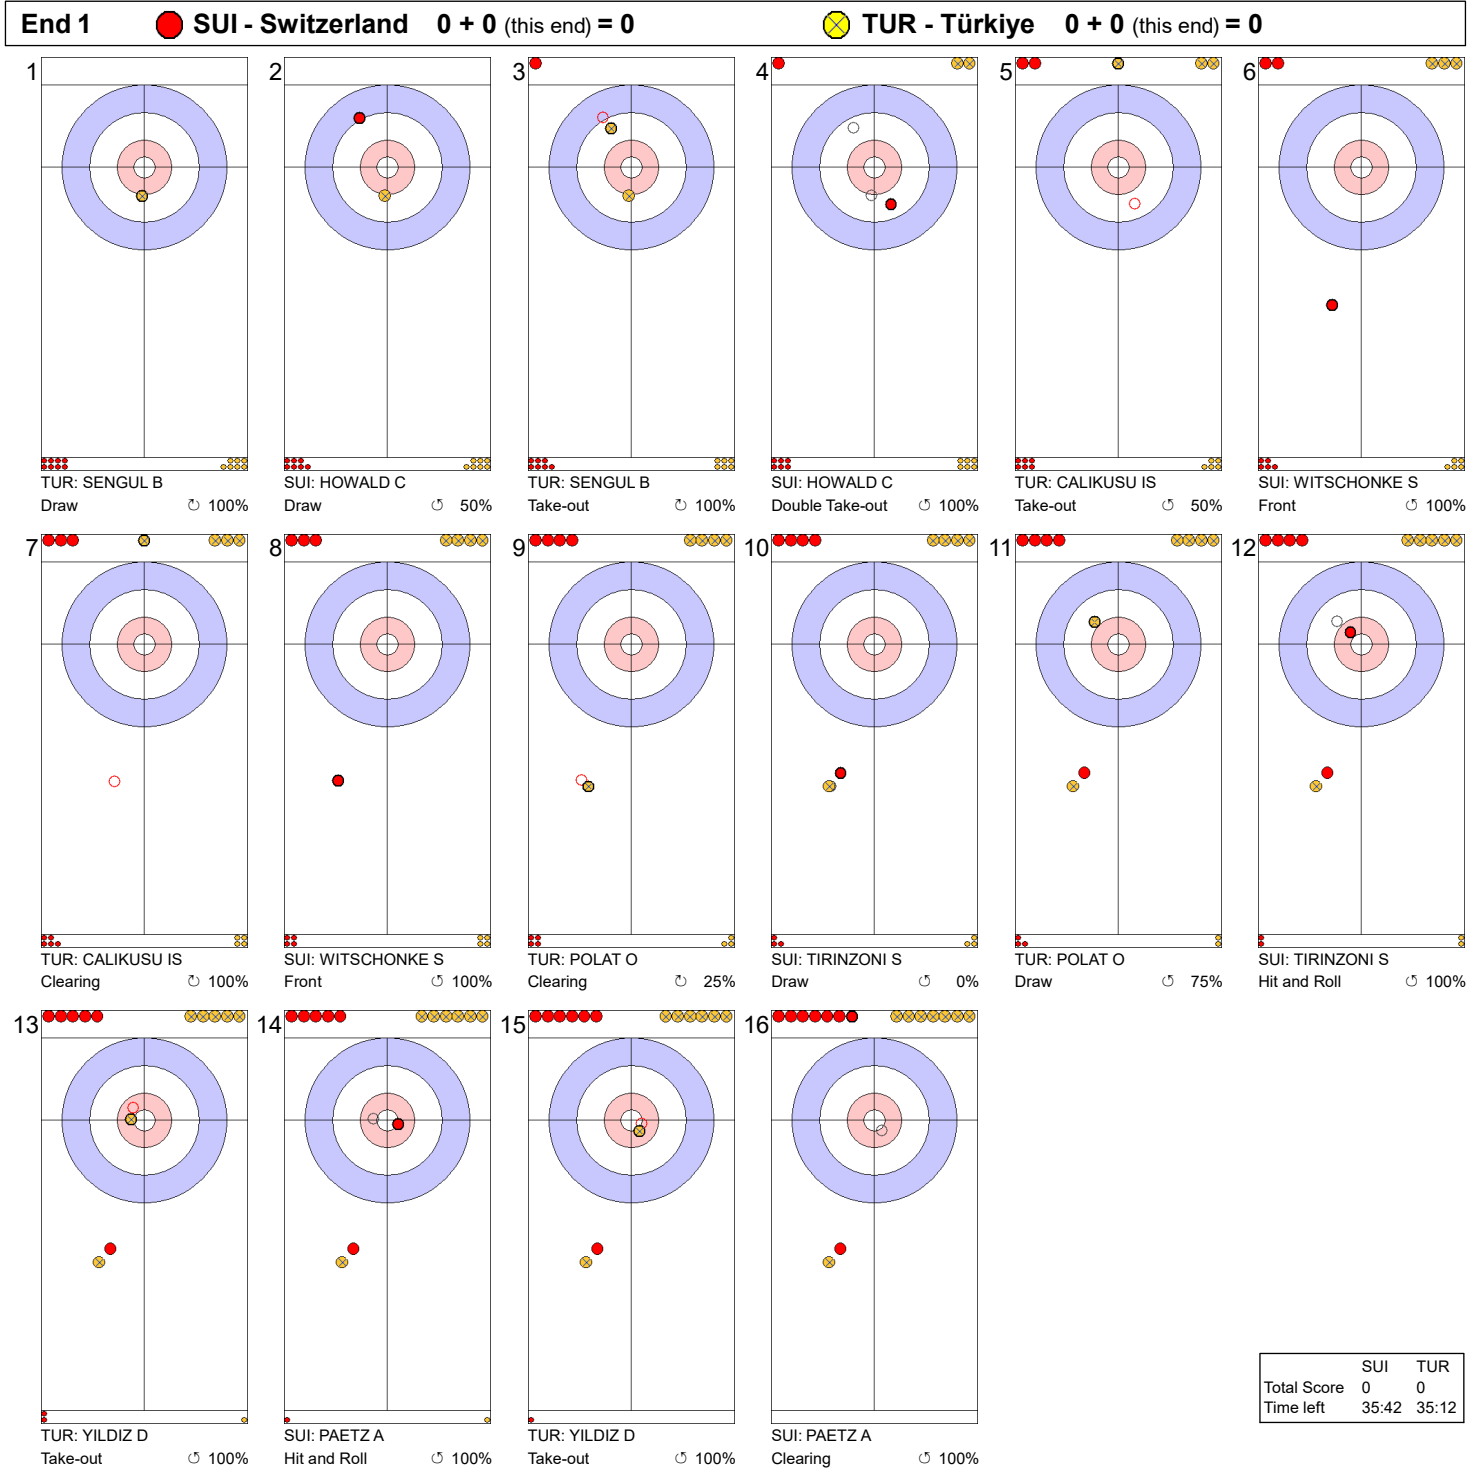 End 1 SUI - Switzerland 0 + 0 (this end) = 0 TUR - Türkiye 0 + 0 (this end) = 0
1 2 3 4 5 6
TUR: SENGUL B SUI: HOWALD C TUR: SENGUL B SUI: HOWALD C TUR: CALIKUSU IS SUI: WITSCHONKE S
Draw ↻ 100% Draw ↺ 50% Take-out ↺ 100% Double Take-out ↺ 100% Take-out ↺ 50% Front ↺ 100%
7 8 9 10 11 12
TUR: CALIKUSU IS SUI: WITSCHONKE S TUR: POLAT O SUI: TIRINZONI S TUR: POLAT O SUI: TIRINZONI S
Clearing ↻ 100% Front ↻ 100% Clearing ↻ 25% Draw ↺ 0% Draw ↺ 75% Hit and Roll ↺ 100%
13 14 15 16
TUR: YILDIZ D SUI: PAETZ A TUR: YILDIZ D SUI: PAETZ A
Take-out ↺ 100% Hit and Roll ↺ 100% Take-out ↺ 100% Clearing ↺ 100%
SUI TUR
Total Score 0 0
Time left 35:42 35:12